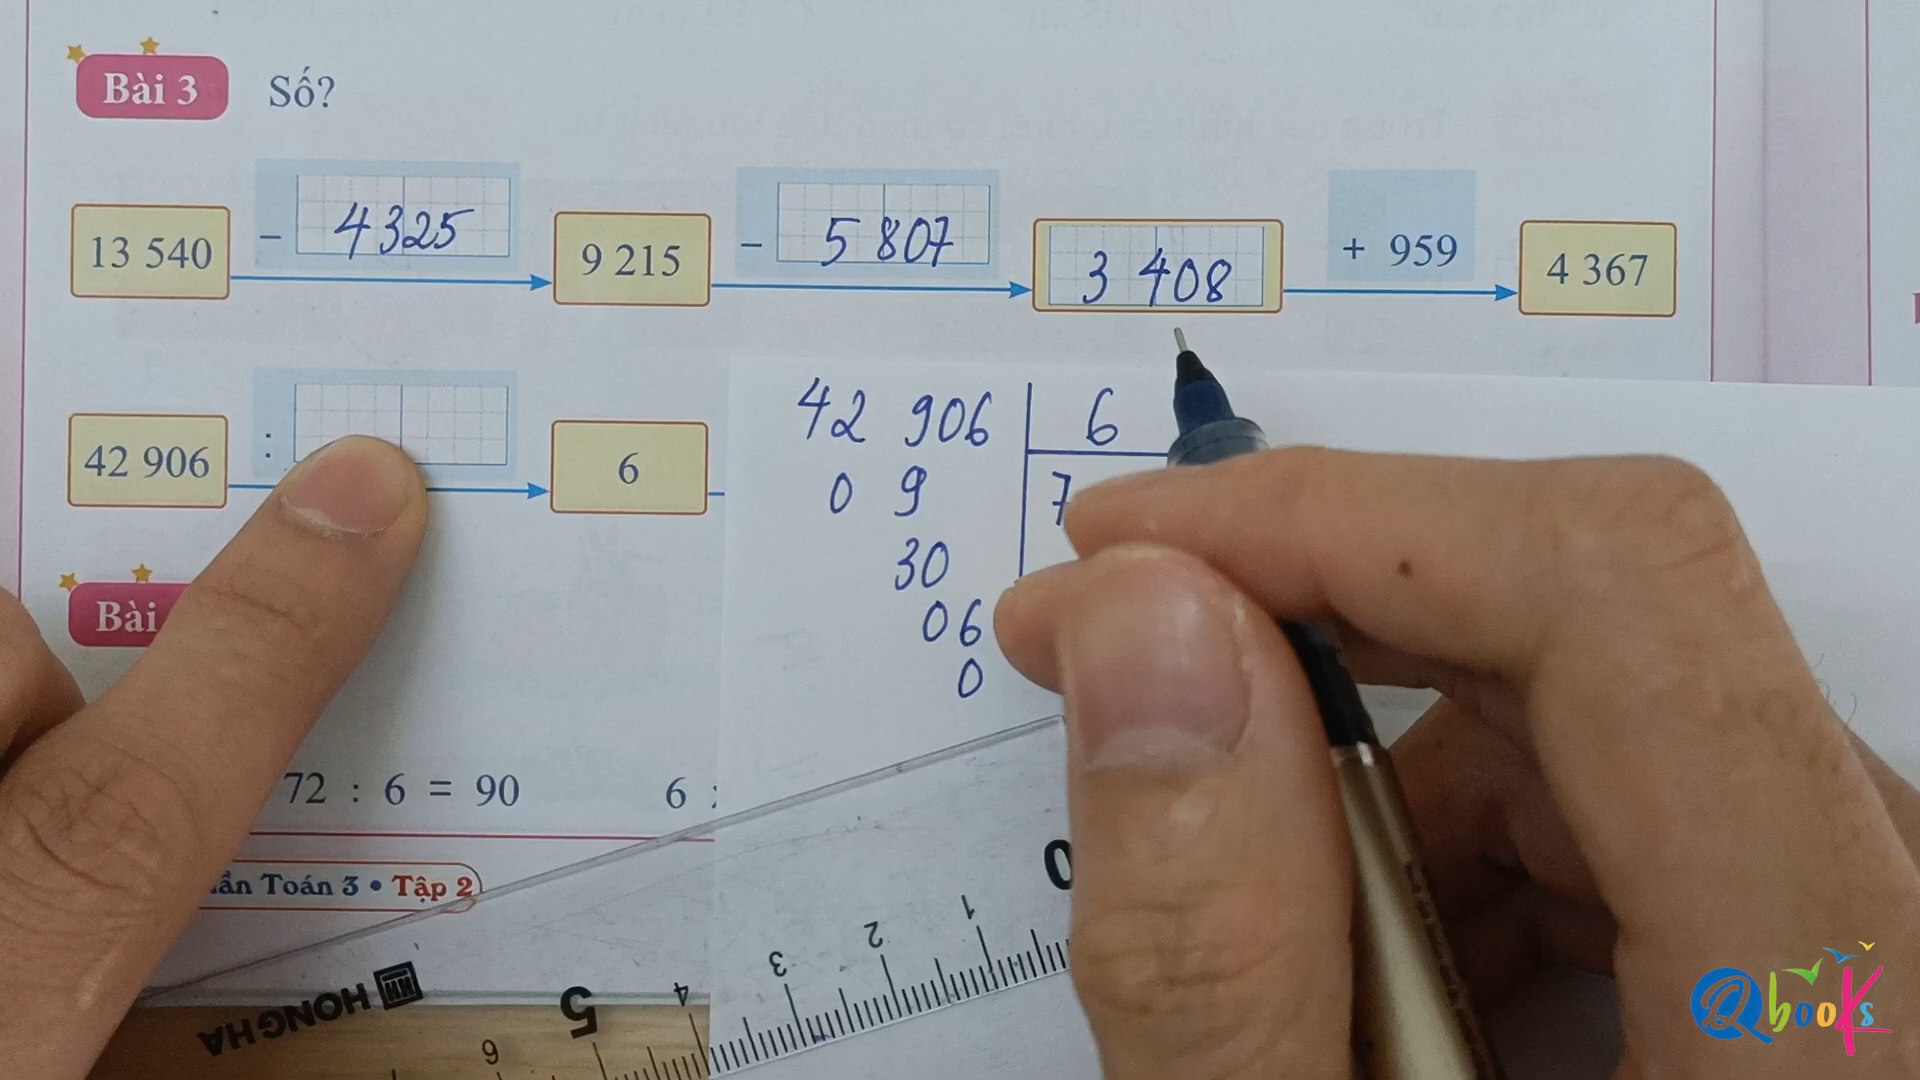 Bài 3 Số?
13 540 - 4325 9 215 - 5 807 3 408 + 959 4 367
42 906 : 6
42 906 6
0 9 7
30
06
0
Bài
72 : 6 = 90 6 :
Toán 3 • Tập 2
0
1
2
3
4
5
6
HONG HA
Qbooks